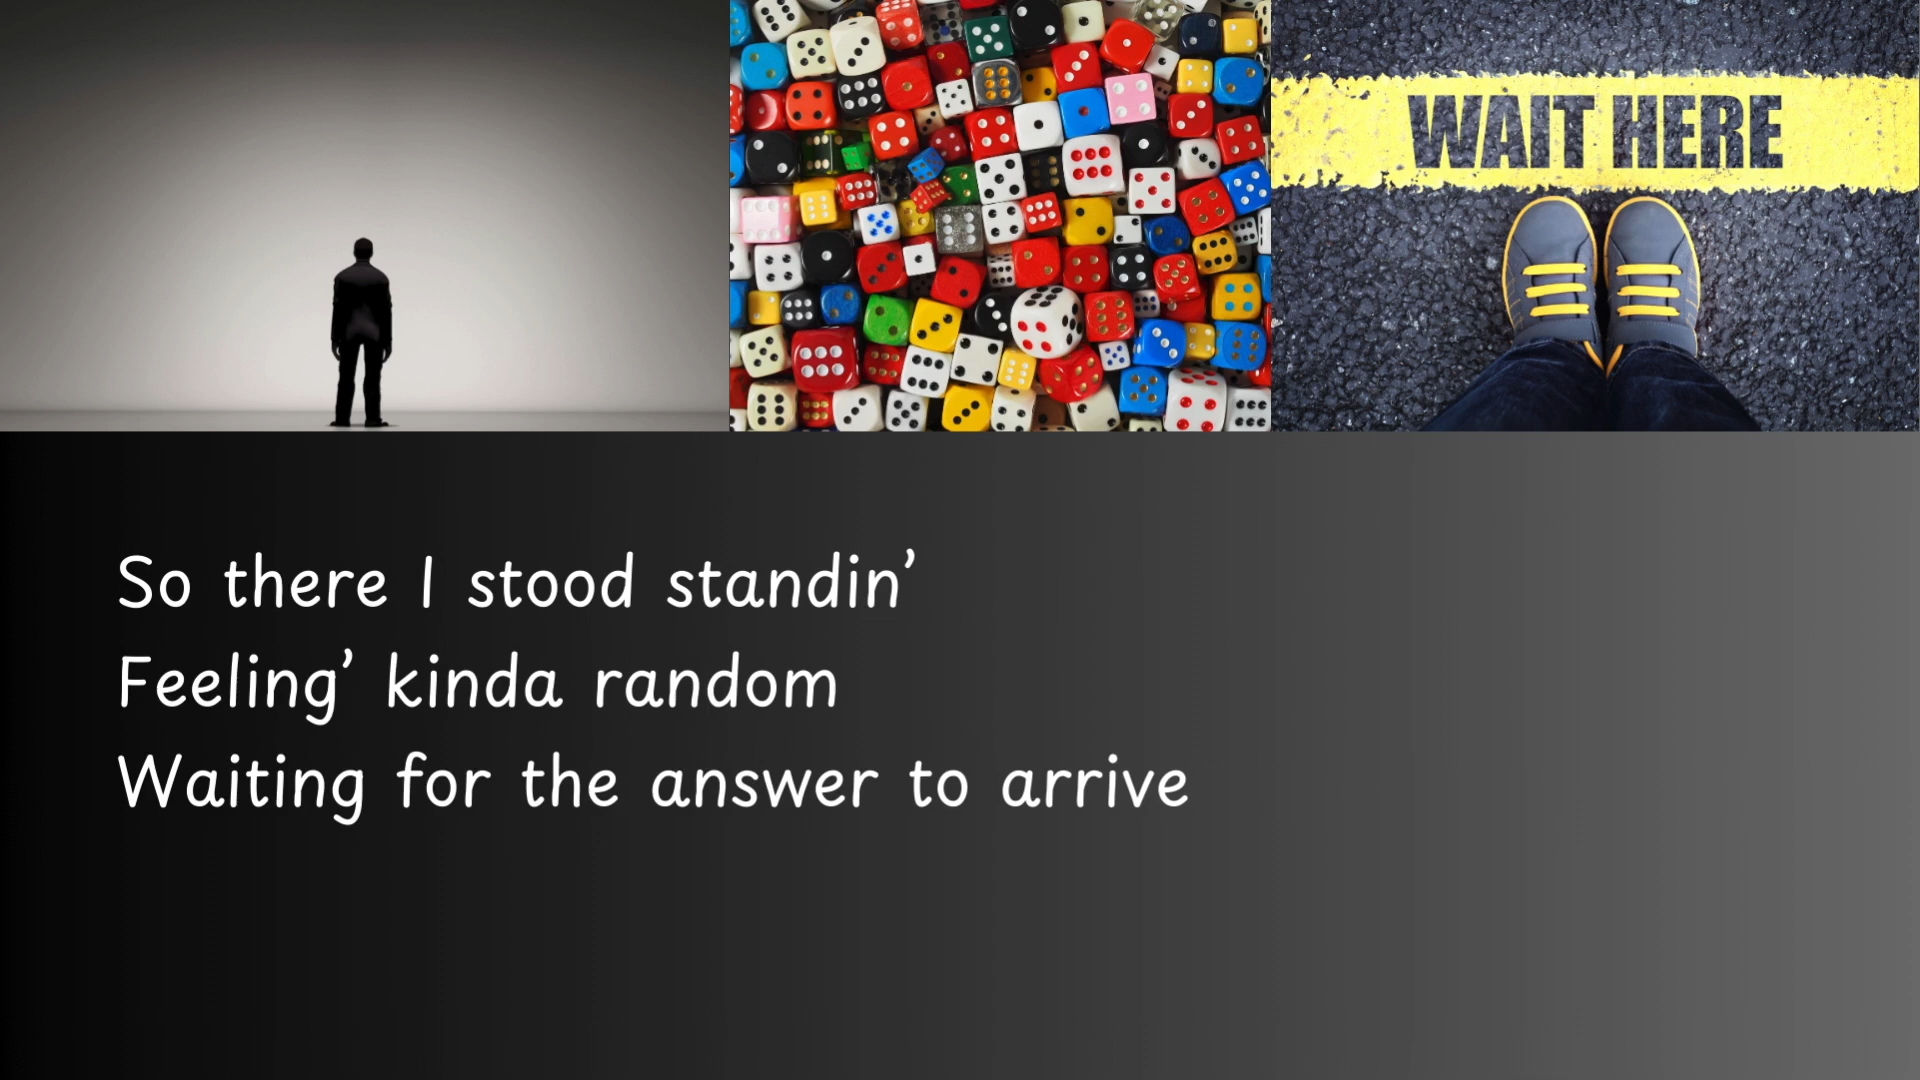 WAIT HERE
So there I stood standin’
Feeling’ kinda random
Waiting for the answer to arrive